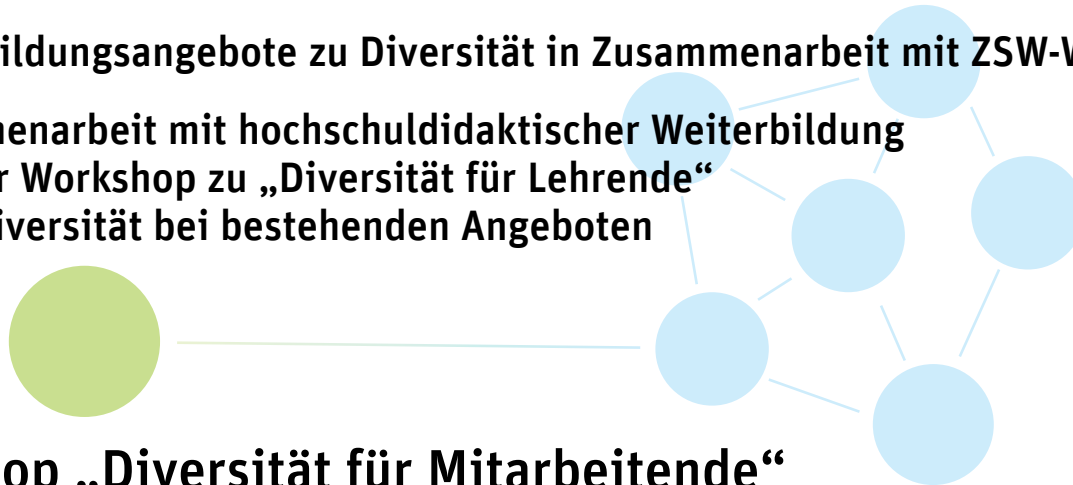 ildungsangebote zu Diversität in Zusammenarbeit mit ZSW-
enarbeit mit hochschuldidaktischer Weiterbildung
r Workshop zu „Diversität für Lehrende“
iversität bei bestehenden Angeboten
op „Diversität für Mitarbeitende“